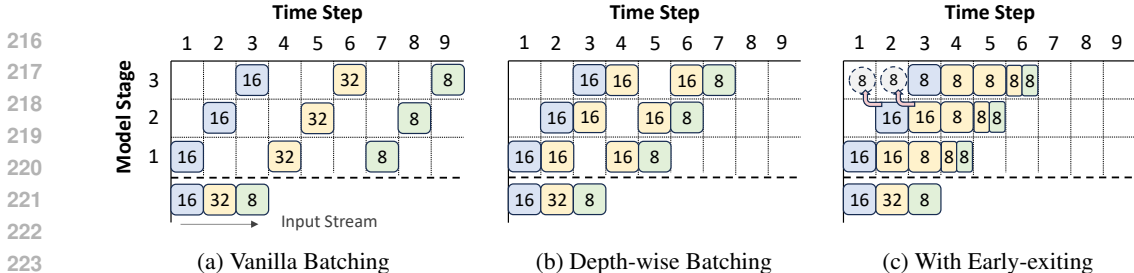 216
217
218
219
220
221
222
223
Time Step
1 2 3 4 5 6 7 8 9
Model Stage
3 16 32 8
2 16 32 8
1 16 32 8
16 32 8
Input Stream
(a) Vanilla Batching
Time Step
1 2 3 4 5 6 7 8 9
16 16 16 8
16 16 16 8
16 16 16 8
16 32 8
(b) Depth-wise Batching
Time Step
1 2 3 4 5 6 7 8 9
8 8 8 8 8 8 8
16 16 8 8 8
16 16 8 8 8
16 32 8
(c) With Early-exiting